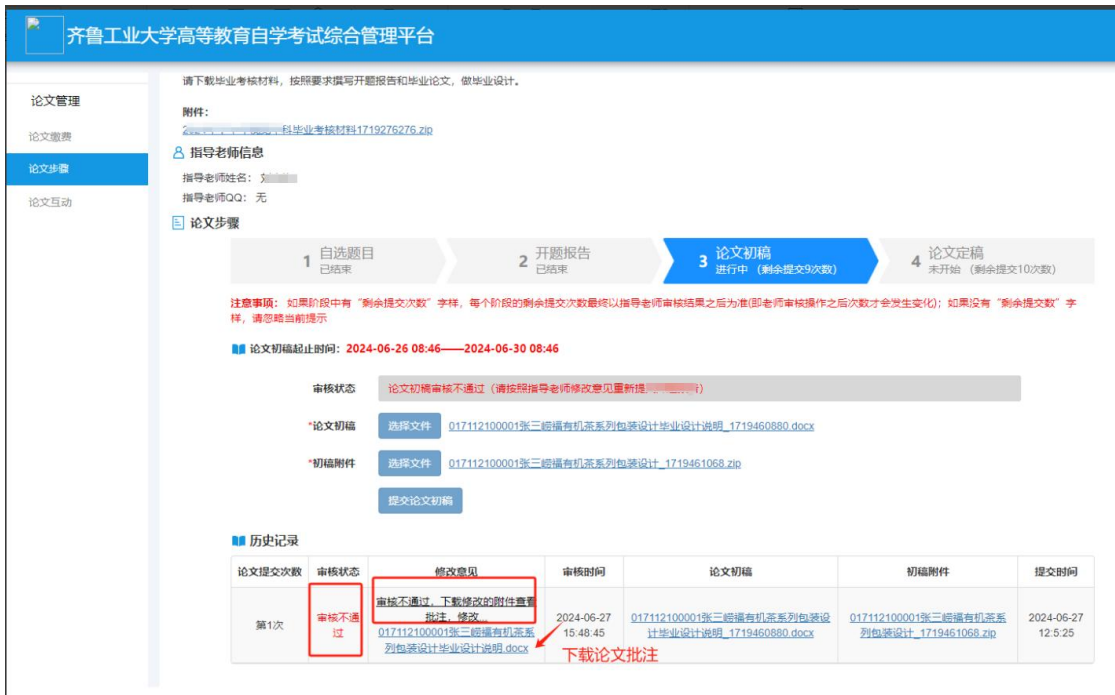 齐鲁工业大学高等教育自学考试综合管理平台
论文管理
论文缴费
论文步骤
论文互动
请下载毕业考核材料，按照要求撰写开题报告和毕业论文，做毕业设计。
附件：
科毕业考核材料1719276276.zip
指导老师信息
指导老师姓名：
指导老师QQ： 无
论文步骤
1 自选题目
已结束
2 开题报告
已结束
3 论文初稿
进行中 （剩余提交9次数）
4 论文定稿
未开始 （剩余提交10次数）
注意事项： 如果阶段中有“剩余提交次数”字样，每个阶段的剩余提交次数最终以指导老师审核结果之后为准(即老师审核操作之后次数才会发生变化)；如果没有“剩余提交数”字
样，请忽略当前提示
论文初稿起止时间：2024-06-26 08:46——2024-06-30 08:46
审核状态 论文初稿审核不通过（请按照指导老师修改意见重新提
*论文初稿 选择文件 017112100001张三崂福有机茶系列包装设计毕业设计说明_1719460880.docx
*初稿附件 选择文件 017112100001张三崂福有机茶系列包装设计_1719461068.zip
提交论文初稿
历史记录
论文提交次数 审核状态 修改意见 审核时间 论文初稿 初稿附件 提交时间
第1次
审核不通
过
审核不通过，下载修改的附件查看
批注，修改...
017112100001张三崂福有机茶系
列包装设计毕业设计说明.docx
2024-06-27
15:48:45
017112100001张三崂福有机茶系列包装设
计毕业设计说明_1719460880.docx
017112100001张三崂福有机茶系
列包装设计_1719461068.zip
2024-06-27
12:5:25
下载论文批注